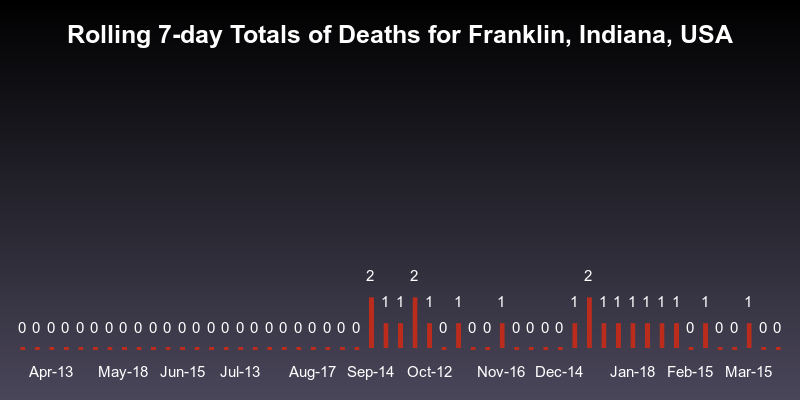 Rolling 7-day Totals of Deaths for Franklin, Indiana, USA
2 2 2
1 1 1 1 1 1 1 1 1 1 1 1 1 1
0 0 0 0 0 0 0 0 0 0 0 0 0 0 0 0 0 0 0 0 0 0 0 0 0 0 0 0 0 0 0 0 0 0 0 0
Apr-13 May-18 Jun-15 Jul-13 Aug-17 Sep-14 Oct-12 Nov-16 Dec-14 Jan-18 Feb-15 Mar-15